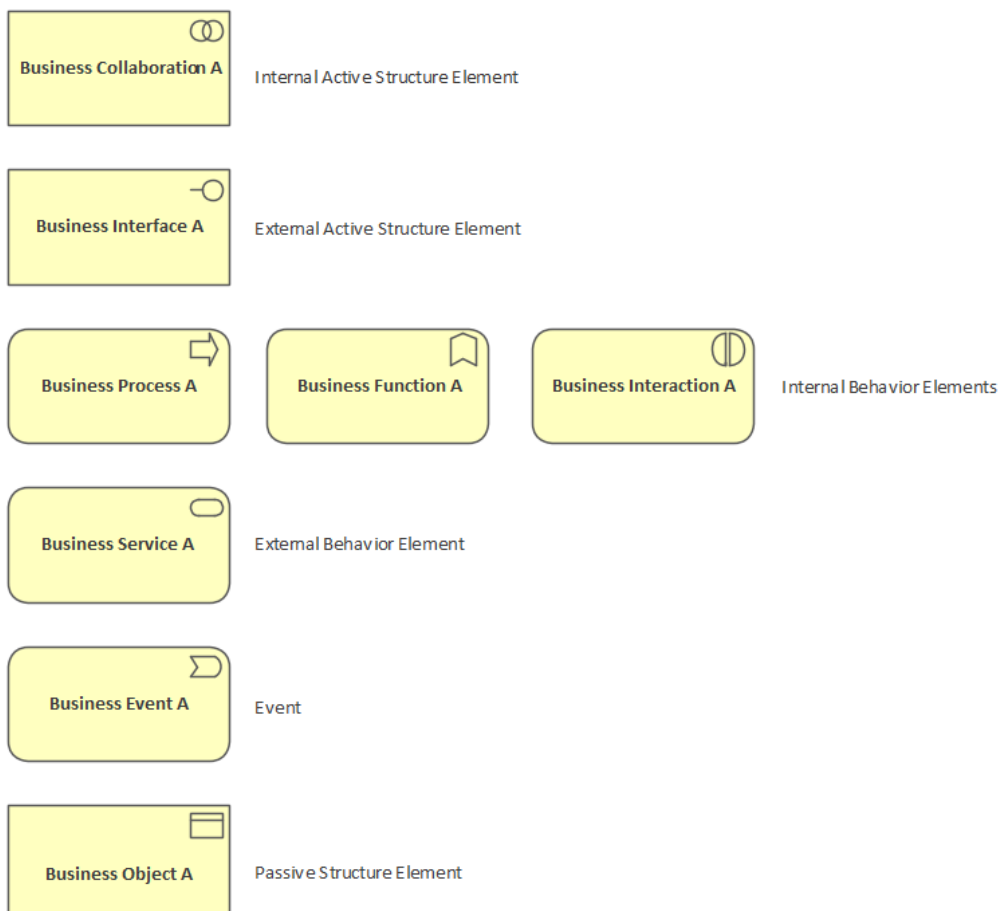 Business Collaboration A
Internal Active Structure Element
Business Interface A
External Active Structure Element
Business Process A
Business Function A
Business Interaction A
Internal Behavior Elements
Business Service A
External Behavior Element
Business Event A
Event
Business Object A
Passive Structure Element